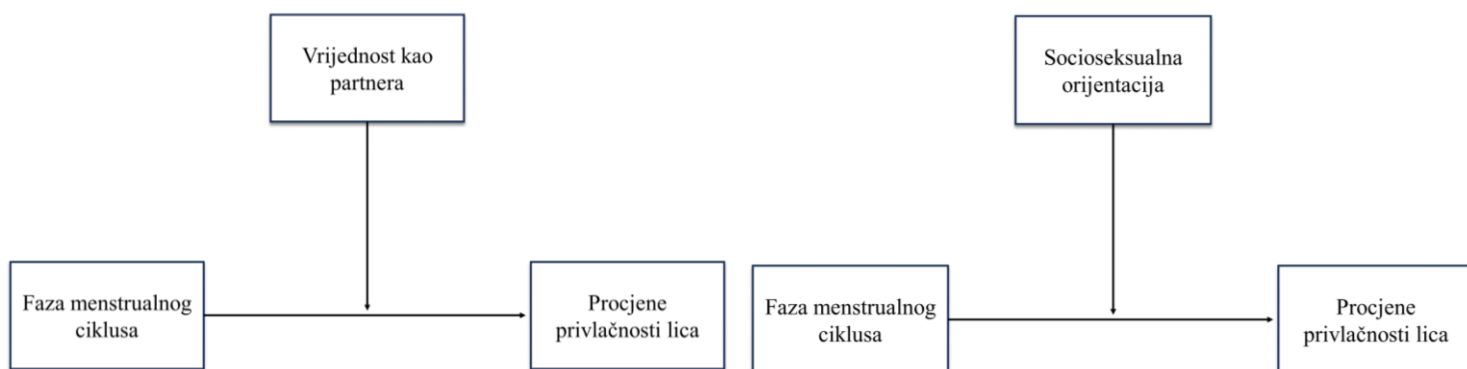 Vrijednost kao
partnera
Socioseksualna
orijentacija
Faza menstrualnog
ciklusa
Procjene
privlačnosti lica
Faza menstrualnog
ciklusa
Procjene
privlačnosti lica